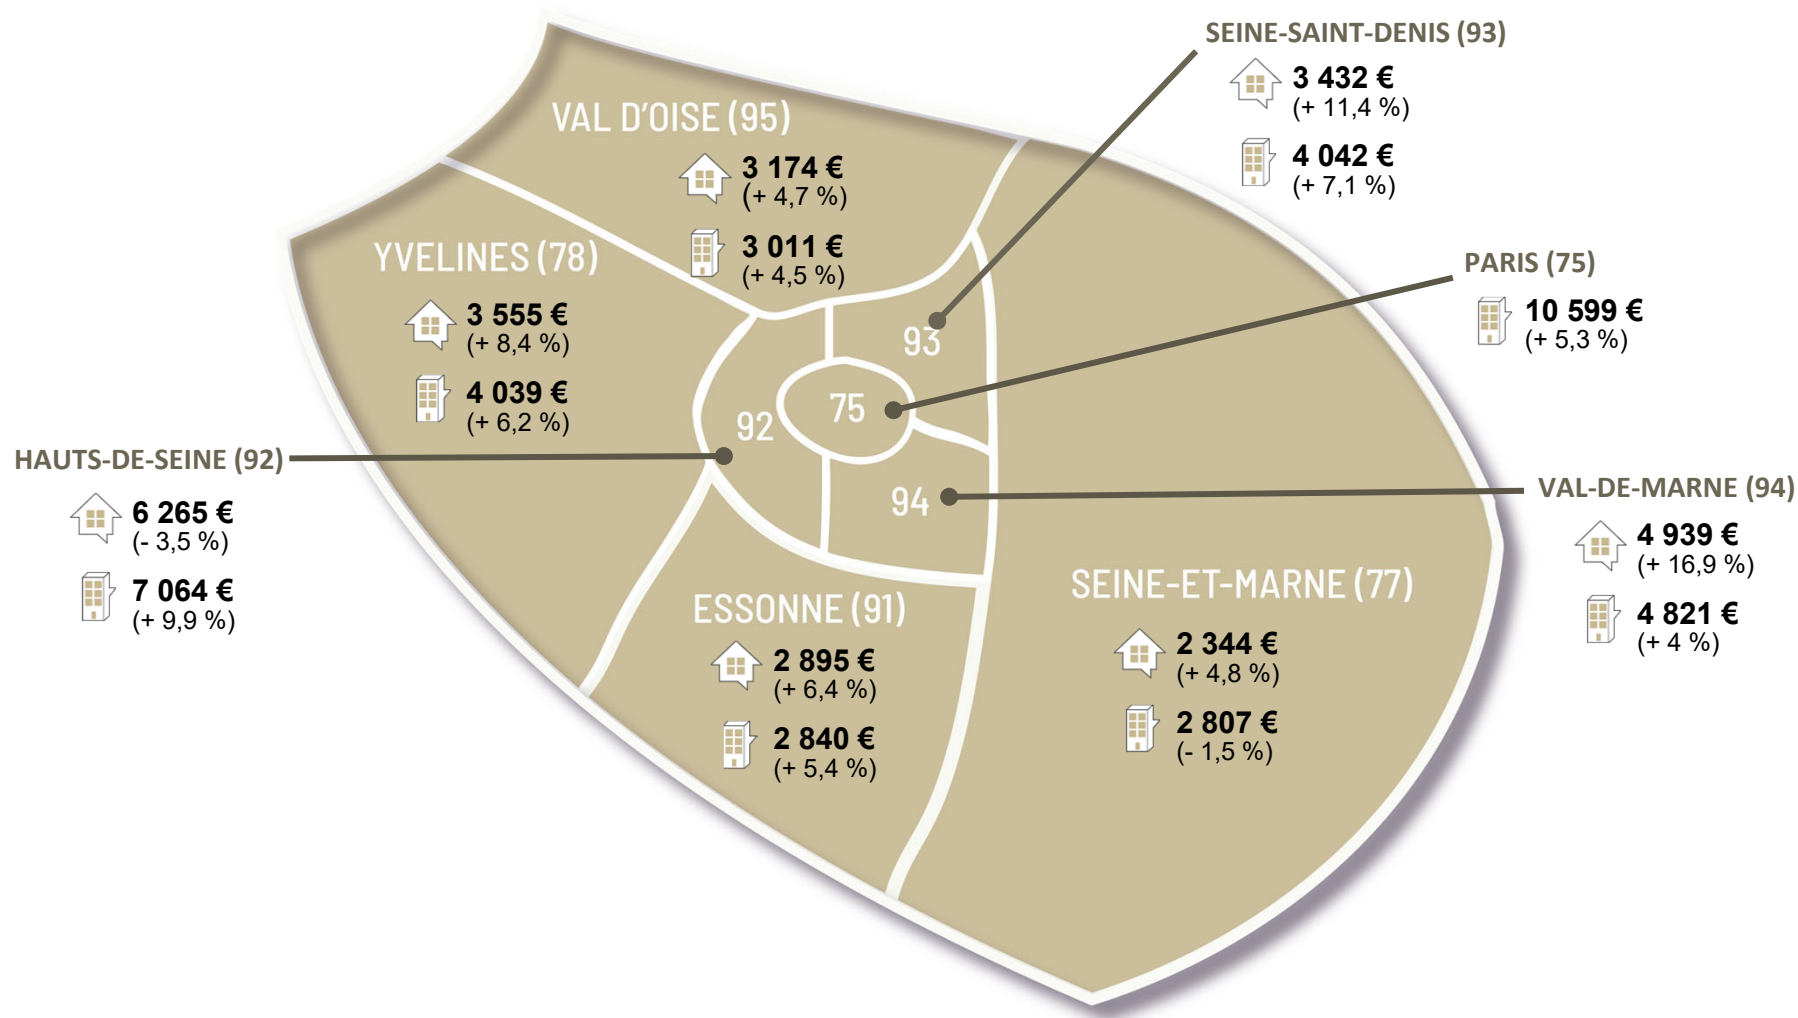 SEINE-SAINT-DENIS (93)
3 432 €
(+ 11,4 %)
4 042 €
(+ 7,1 %)
VAL D'OISE (95)
3 174 €
(+ 4,7 %)
3 011 €
(+ 4,5 %)
YVELINES (78)
3 555 €
(+ 8,4 %)
4 039 €
(+ 6,2 %)
PARIS (75)
10 599 €
(+ 5,3 %)
93
75
92
94
HAUTS-DE-SEINE (92)
6 265 €
(- 3,5 %)
7 064 €
(+ 9,9 %)
VAL-DE-MARNE (94)
4 939 €
(+ 16,9 %)
4 821 €
(+ 4 %)
ESSONNE (91)
2 895 €
(+ 6,4 %)
2 840 €
(+ 5,4 %)
SEINE-ET-MARNE (77)
2 344 €
(+ 4,8 %)
2 807 €
(- 1,5 %)